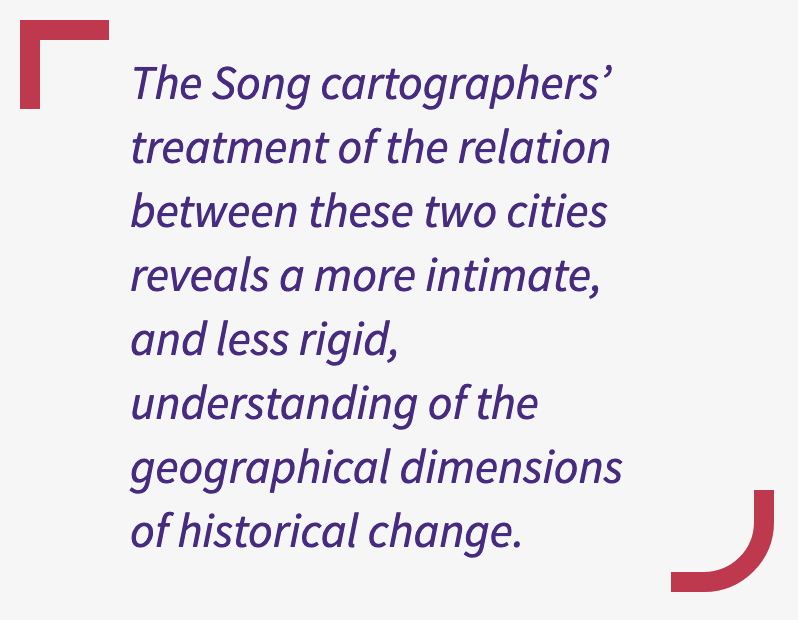 The Song cartographers’
treatment of the relation
between these two cities
reveals a more intimate,
and less rigid,
understanding of the
geographical dimensions
of historical change.